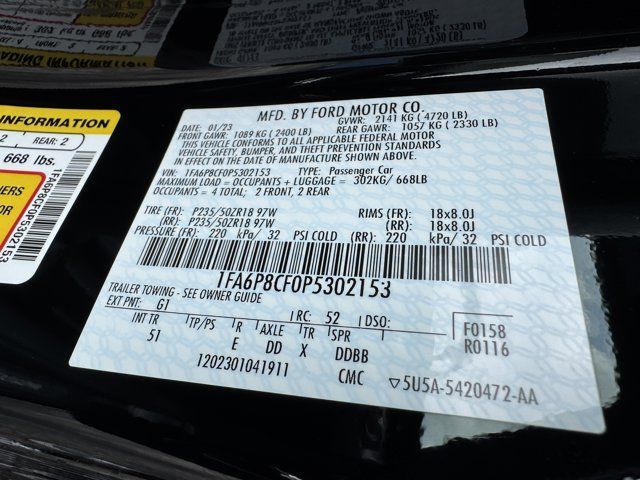 MFD. BY FORD MOTOR CO.
DATE: 01/23 GVWR: 2141 KG ( 4720 LB)
FRONT GAWR: 1089 KG ( 2400 LB) REAR GAWR: 1057 KG ( 2330 LB)
THIS VEHICLE CONFORMS TO ALL APPLICABLE FEDERAL MOTOR
VEHICLE SAFETY, BUMPER, AND THEFT PREVENTION STANDARDS
IN EFFECT ON THE DATE OF MANUFACTURE SHOWN ABOVE.
VIN: 1FA6P8CF0P5302153 TYPE: Passenger Car
MAXIMUM LOAD = OCCUPANTS + LUGGAGE = 302KG/ 668LB
OCCUPANTS = 4 TOTAL; 2 FRONT, 2 REAR
TIRE (FR): P235/50ZR18 97W RIMS (FR): 18x8.0J
(RR): P235/50ZR18 97W (RR): 18x8.0J
PRESSURE (FR): 220 kPa/ 32 PSI COLD (RR): 220 kPa/ 32 PSI COLD
1FA6P8CF0P5302153
TRAILER TOWING - SEE OWNER GUIDE
EXT PNT: G1 RC: 52 DSO:
INT TR TP/PS R AXLE TR SPR
51 E DD X DDBB
F0158
R0116
1202301041911 CMC ▽5U5A-5420472-AA
INFORMATION
2 REAR: 2
668 lbs.
1FA6P8CF0P5302153